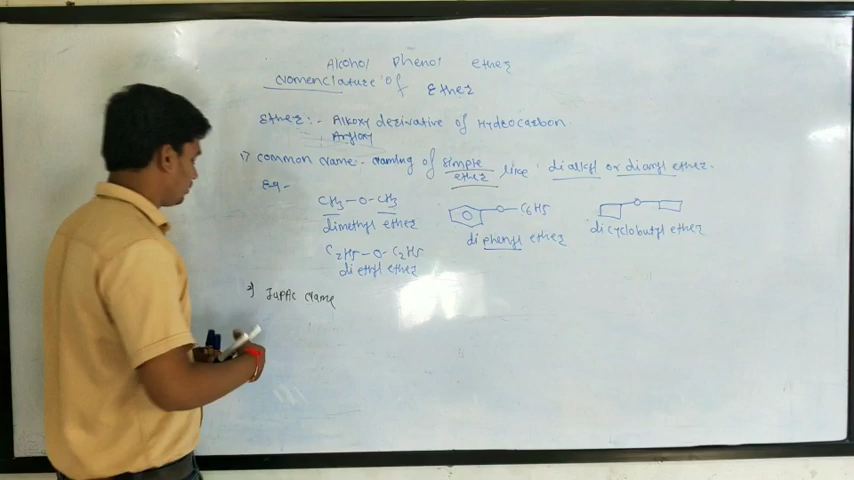 Alcohol phenol ether
Nomenclature of Ether
Ether:- Alkoxy derivative of Hydrocarbon.
Aryloxy
1) common name - naming of simple ether like dialkyl or diaryl ether.
Eg-
CH3-O-CH3
dimethyl ether
O-C6H5
diphenyl ether
O
dicyclobutyl ether
C2H5-O-C2H5
diethyl ether
2) IUPAC name